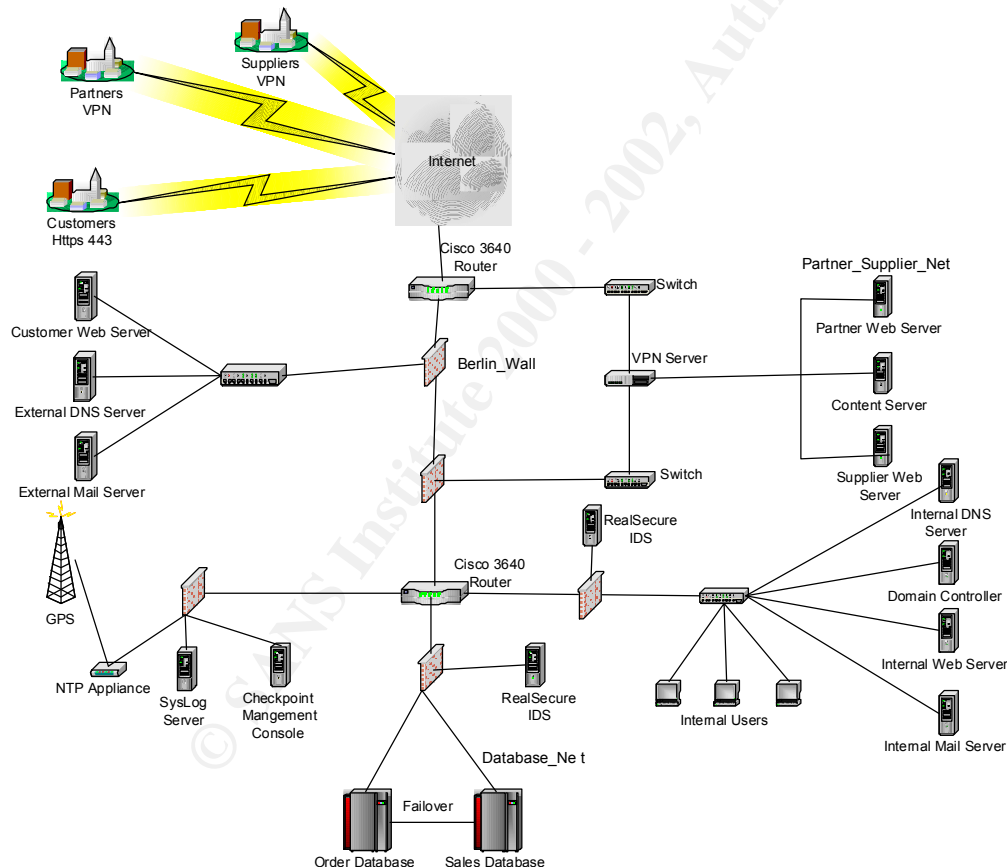 Suppliers
VPN
Partners
VPN
Internet
Customers
Https 443
Cisco 3640
Router
Switch
Partner_Supplier_Net
Customer Web Server
Berlin_Wall
VPN Server
Partner Web Server
External DNS Server
Content Server
External Mail Server
Switch
Supplier Web
Server
RealSecure
IDS
Internal DNS
Server
Cisco 3640
Router
GPS
Domain Controller
NTP Appliance
SysLog
Server
Checkpoint
Mangement
Console
RealSecure
IDS
Internal Users
Internal Web Server
Internal Mail Server
Database_Ne t
Failover
Order Database
Sales Database
© SANS Institute 2000 - 2002, Aut